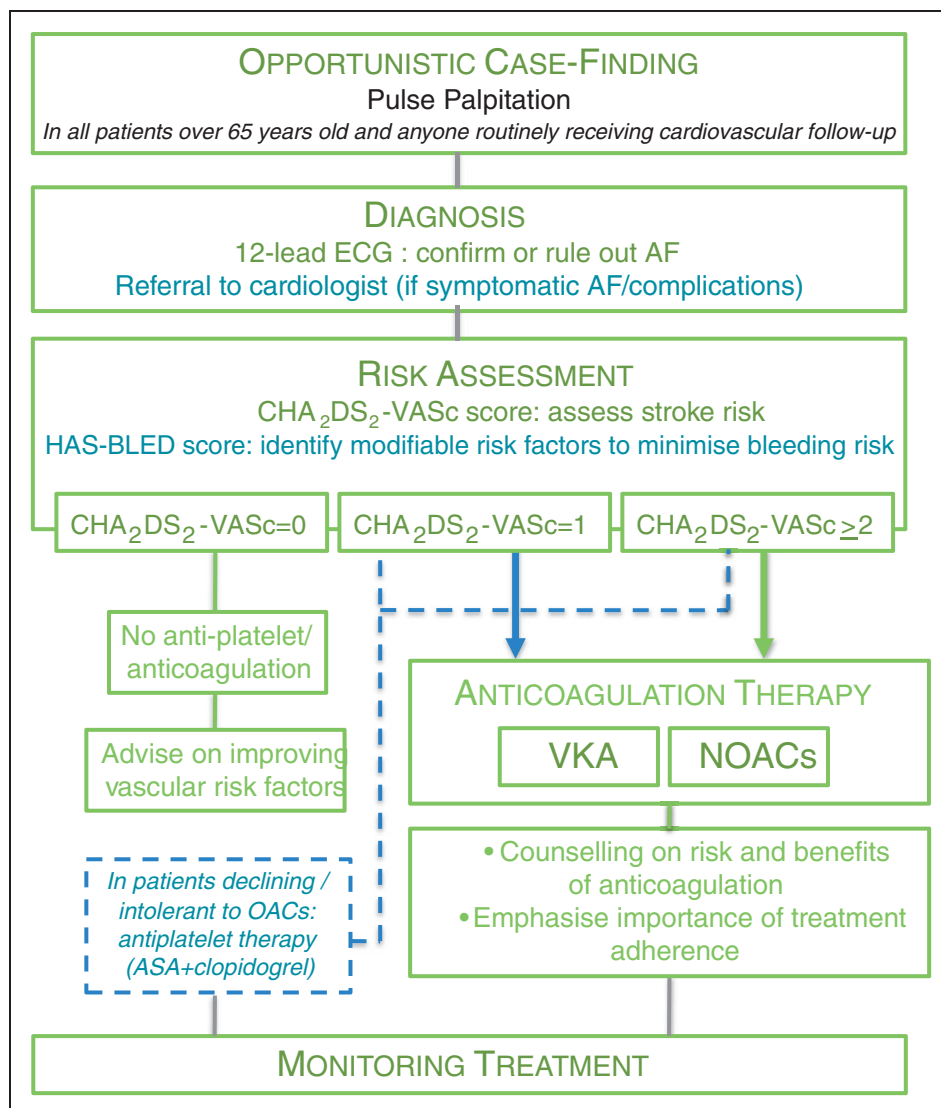 OPPORTUNISTIC CASE-FINDING
Pulse Palpitation
In all patients over 65 years old and anyone routinely receiving cardiovascular follow-up
DIAGNOSIS
12-lead ECG : confirm or rule out AF
Referral to cardiologist (if symptomatic AF/complications)
RISK ASSESSMENT
CHA2DS2-VASc score: assess stroke risk
HAS-BLED score: identify modifiable risk factors to minimise bleeding risk
CHA2DS2-VASc=0
CHA2DS2-VASc=1
CHA2DS2-VASc ≥2
No anti-platelet/
anticoagulation
Advise on improving
vascular risk factors
ANTICOAGULATION THERAPY
VKA
NOACs
• Counselling on risk and benefits
of anticoagulation
• Emphasise importance of treatment
adherence
In patients declining /
intolerant to OACs:
antiplatelet therapy
(ASA+clopidogrel)
MONITORING TREATMENT